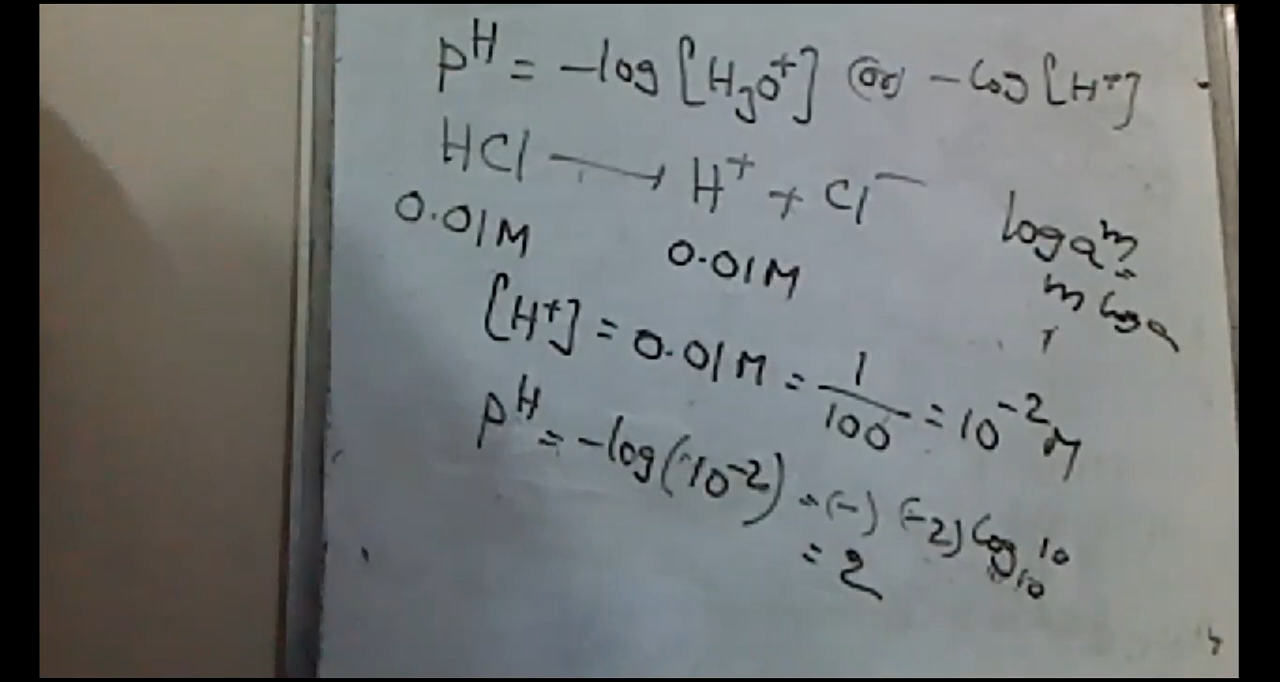 pH = -log [H3O+] (or) -log [H+]
HCl → H+ + Cl-
0.01M 0.01M
log a^m =
m log a
[H+] = 0.01M = 1/100 = 10^-2 M
pH = -log(10^-2) = (-) (-2) log10 10
= 2